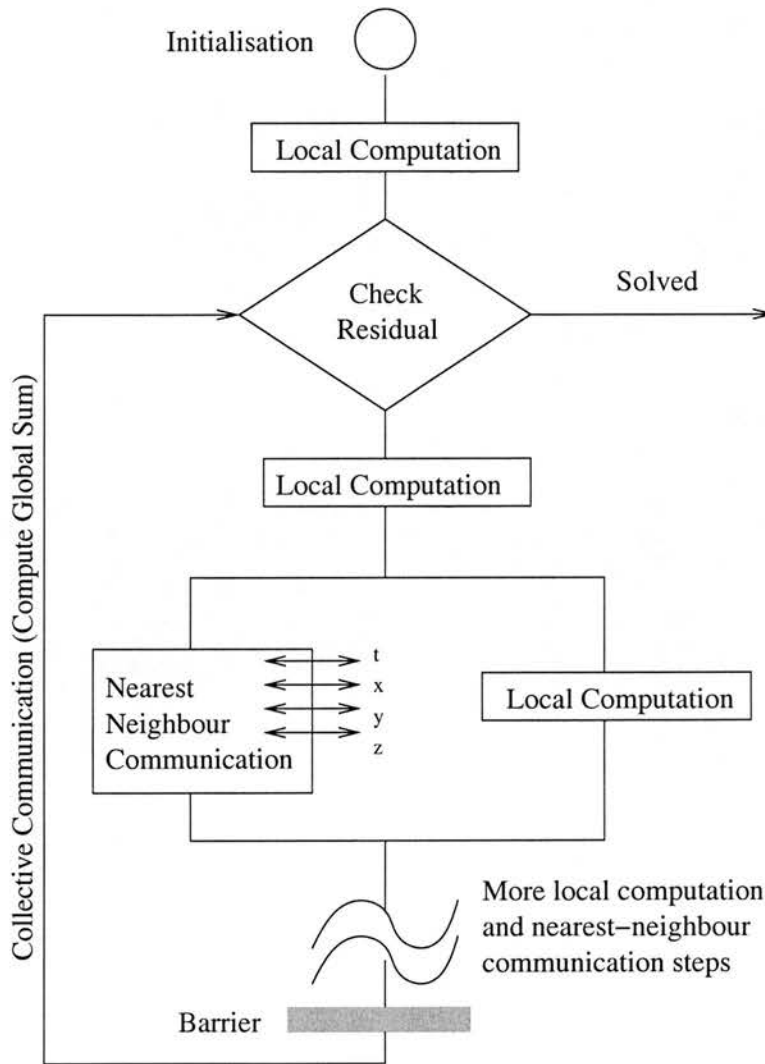 Initialisation
Local Computation
Check
Residual
Solved
Collective Communication (Compute Global Sum)
Local Computation
Nearest
Neighbour
Communication
t
x
y
z
Local Computation
More local computation
and nearest−neighbour
communication steps
Barrier